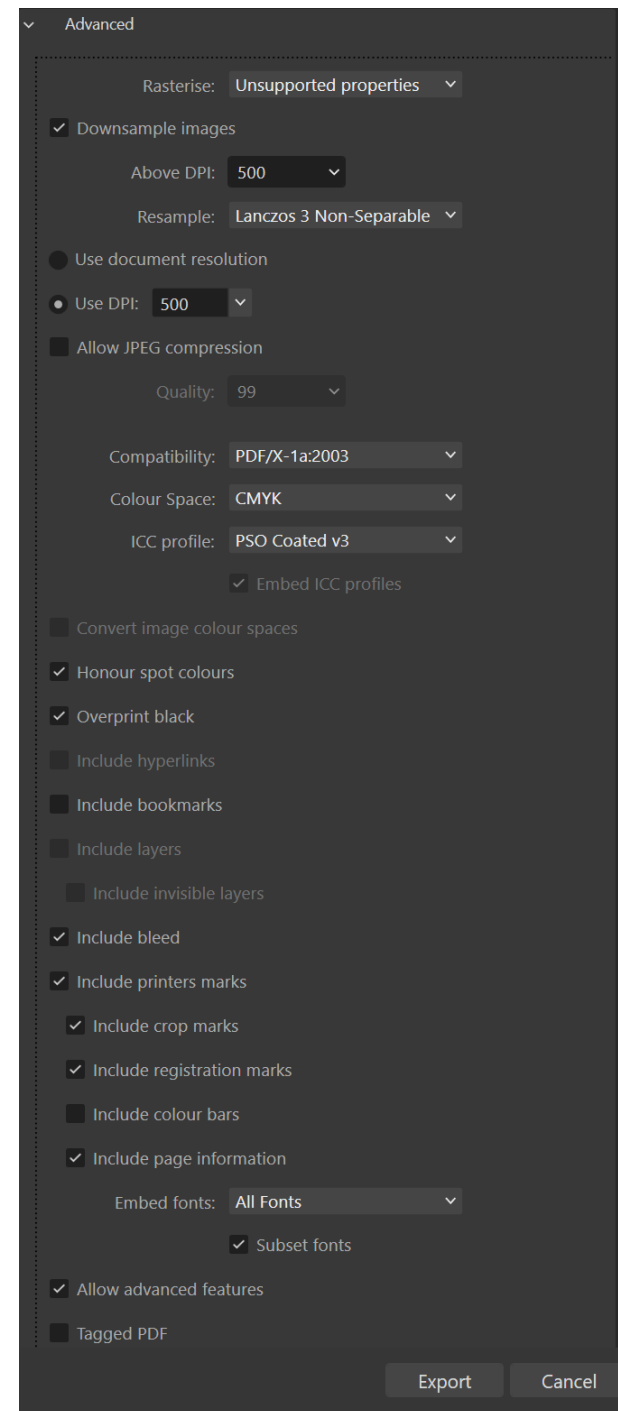 Advanced
Rasterise: Unsupported properties
Downsample images
Above DPI: 500
Resample: Lanczos 3 Non-Separable
Use document resolution
Use DPI: 500
Allow JPEG compression
Quality: 99
Compatibility: PDF/X-1a:2003
Colour Space: CMYK
ICC profile: PSO Coated v3
Embed ICC profiles
Convert image colour spaces
Honour spot colours
Overprint black
Include hyperlinks
Include bookmarks
Include layers
Include invisible layers
Include bleed
Include printers marks
Include crop marks
Include registration marks
Include colour bars
Include page information
Embed fonts: All Fonts
Subset fonts
Allow advanced features
Tagged PDF
Export Cancel